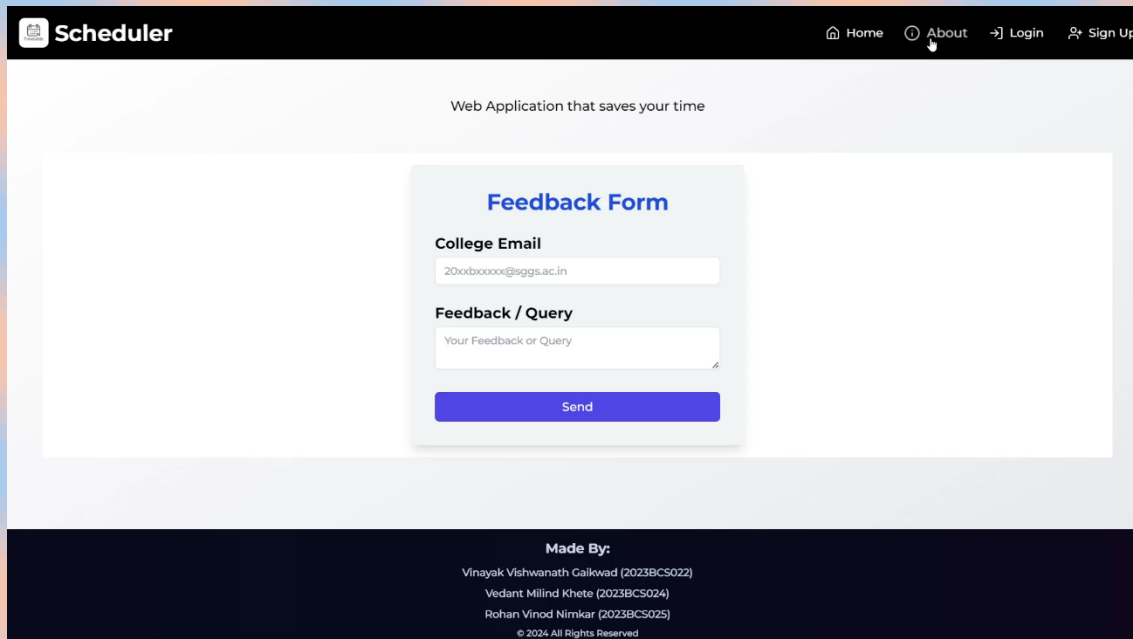 Scheduler
Home
About
Login
Sign Up
Web Application that saves your time
Feedback Form
College Email
20xxbxxxxx@sggs.ac.in
Feedback / Query
Your Feedback or Query
Send
Made By:
Vinayak Vishwanath Gaikwad (2023BCS022)
Vedant Milind Khete (2023BCS024)
Rohan Vinod Nimkar (2023BCS025)
© 2024 All Rights Reserved